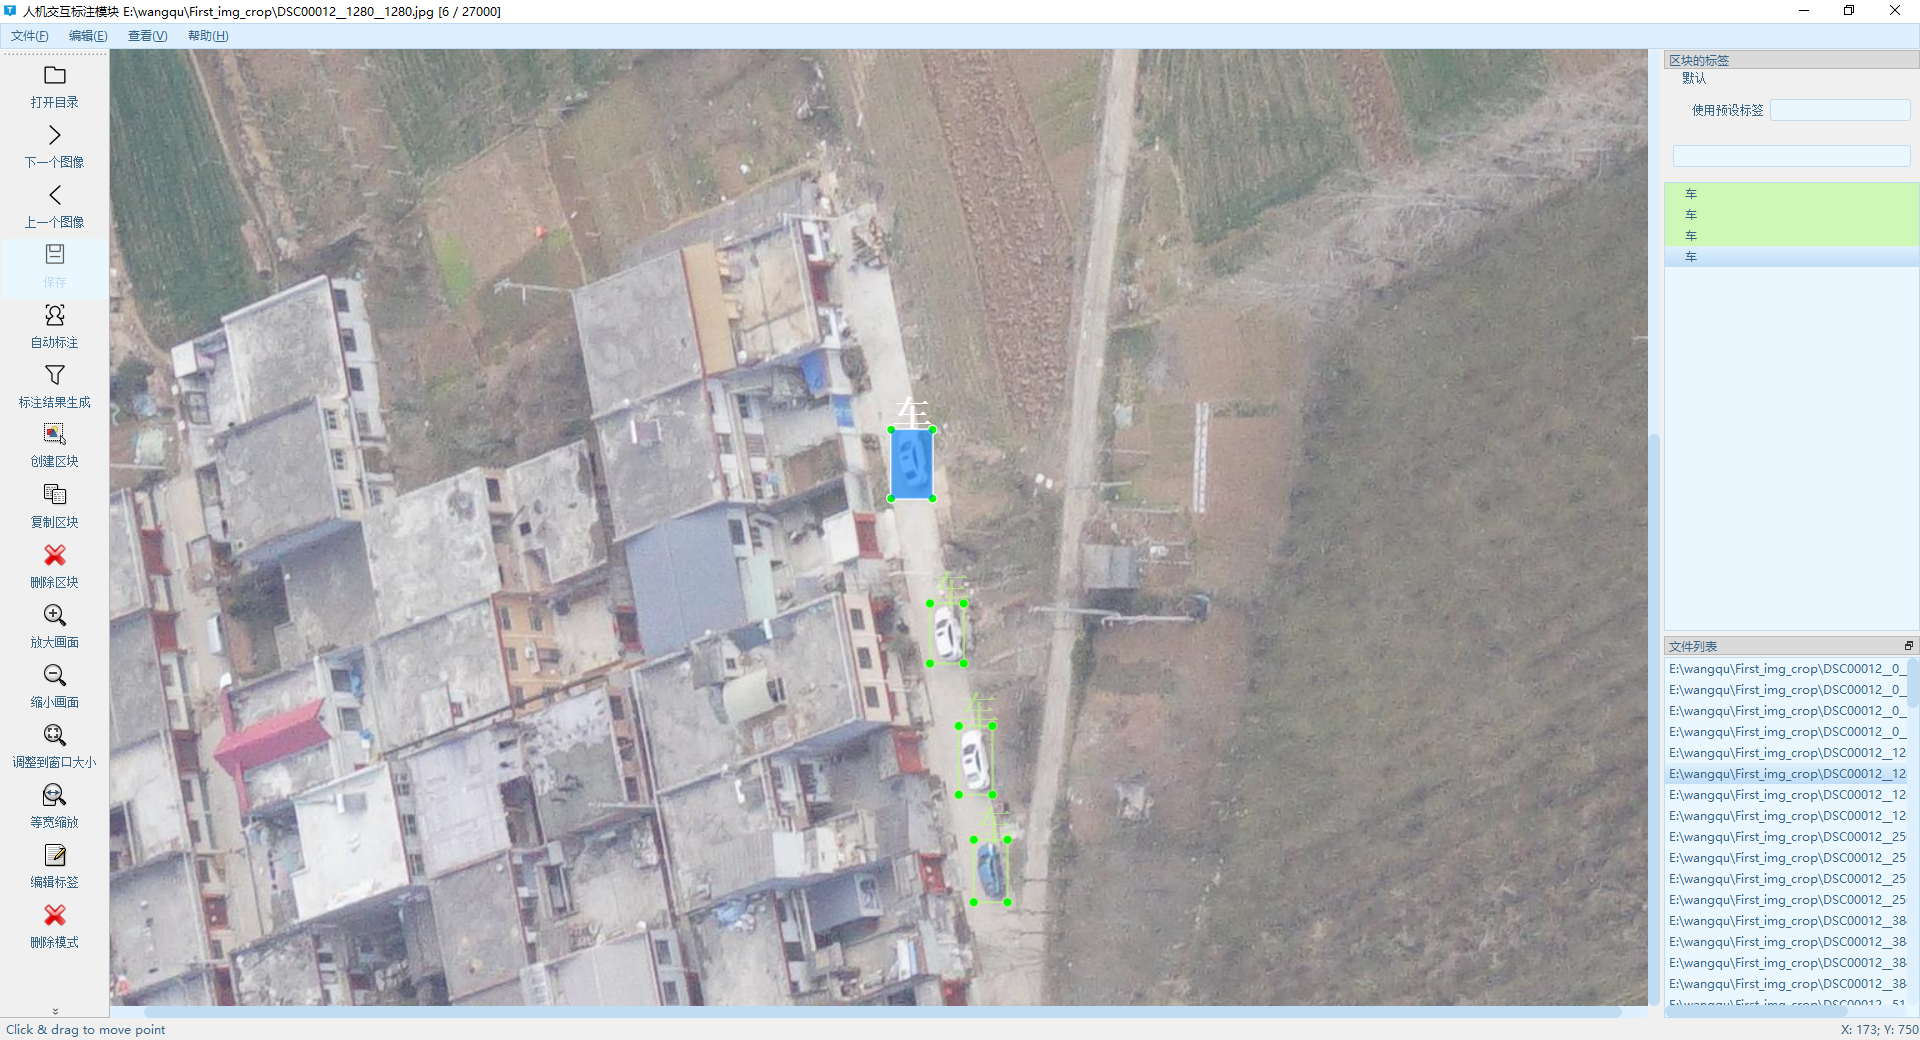 人机交互标注模块 E:\wangqu\First_img_crop\DSC00012__1280__1280.jpg [6 / 27000]
文件(F) 编辑(E) 查看(V) 帮助(H)
打开目录
下一个图像
上一个图像
保存
自动标注
标注结果生成
创建区块
复制区块
删除区块
放大画面
缩小画面
调整到窗口大小
等宽缩放
编辑标签
删除模式
车
车
车
车
区块的标签
默认
使用预设标签
车
车
车
车
文件列表
E:\wangqu\First_img_crop\DSC00012__0_
E:\wangqu\First_img_crop\DSC00012__0_
E:\wangqu\First_img_crop\DSC00012__0_
E:\wangqu\First_img_crop\DSC00012__0_
E:\wangqu\First_img_crop\DSC00012__12
E:\wangqu\First_img_crop\DSC00012__12
E:\wangqu\First_img_crop\DSC00012__12
E:\wangqu\First_img_crop\DSC00012__12
E:\wangqu\First_img_crop\DSC00012__25
E:\wangqu\First_img_crop\DSC00012__25
E:\wangqu\First_img_crop\DSC00012__25
E:\wangqu\First_img_crop\DSC00012__25
E:\wangqu\First_img_crop\DSC00012__38
E:\wangqu\First_img_crop\DSC00012__38
E:\wangqu\First_img_crop\DSC00012__38
E:\wangqu\First_img_crop\DSC00012__38
E:\wangqu\First_img_crop\DSC00012__51
Click & drag to move point
X: 173; Y: 750